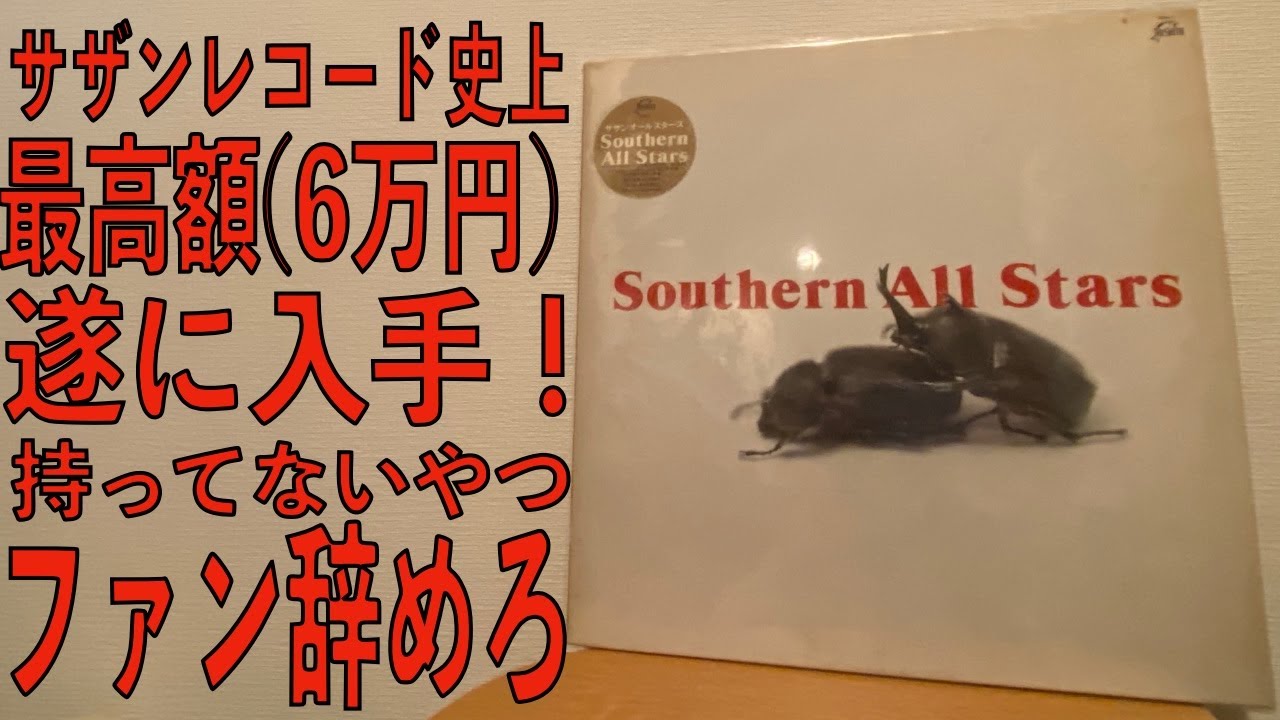 サザンレコード史上
最高額(6万円)
遂に入手！
持ってないやつ
ファン辞めろ
サザンオールスターズ
Southern
All Stars
Southern All Stars